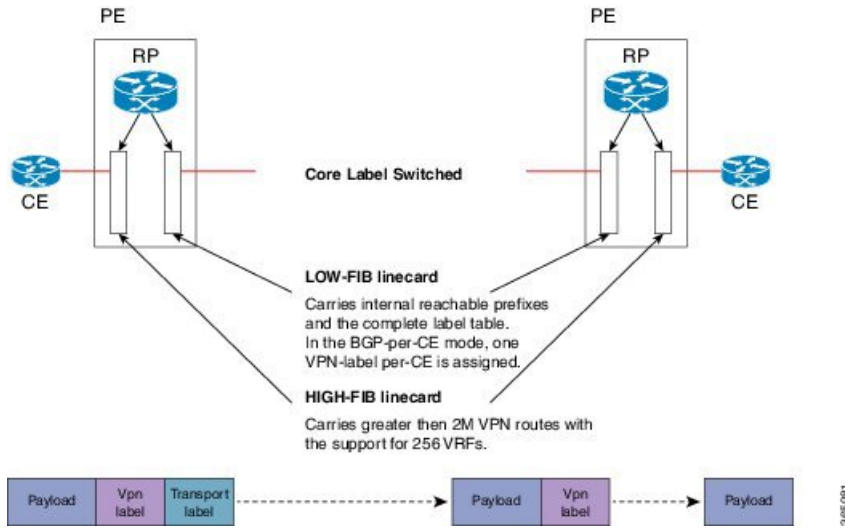 PE
PE
RP
RP
CE
Core Label Switched
CE
LOW-FIB linecard
Carries internal reachable prefixes
and the complete label table.
In the BGP-per-CE mode, one
VPN-label per-CE is assigned.
HIGH-FIB linecard
Carries greater then 2M VPN routes with
the support for 256 VRFs.
Payload
Vpn
label
Transport
label
Payload
Vpn
label
Payload